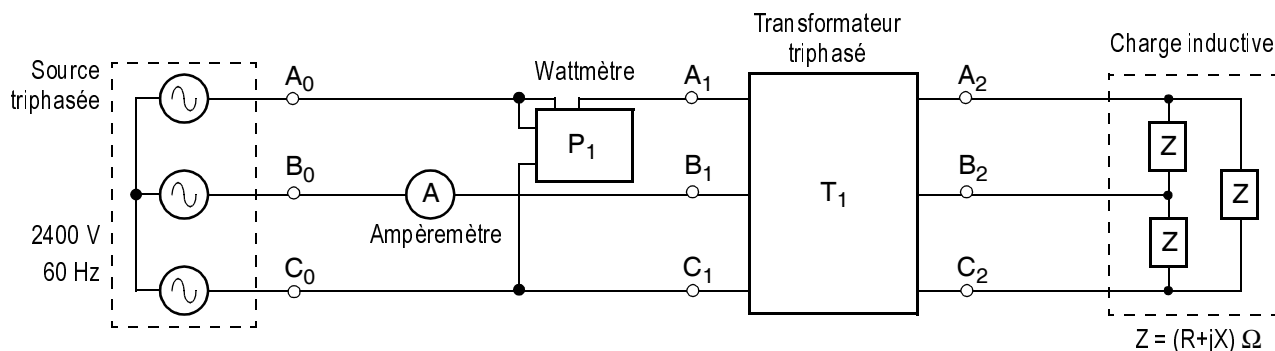 Source
triphasée
2400 V
60 Hz
A0
B0
C0
Wattmètre
P1
A
Ampèremètre
A1
B1
C1
Transformateur
triphasé
T1
A2
B2
C2
Charge inductive
Z
Z
Z
Z = (R+jX) Ω